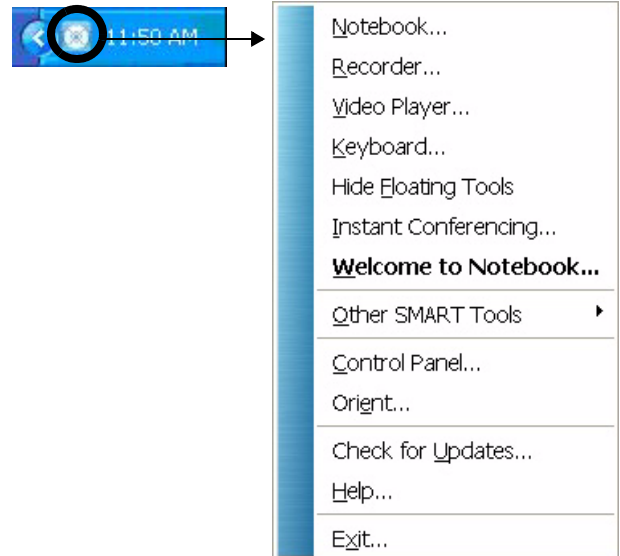 11:50 AM
Notebook...
Recorder...
Video Player...
Keyboard...
Hide Floating Tools
Instant Conferencing...
Welcome to Notebook...
Other SMART Tools
Control Panel...
Orient...
Check for Updates...
Help...
Exit...